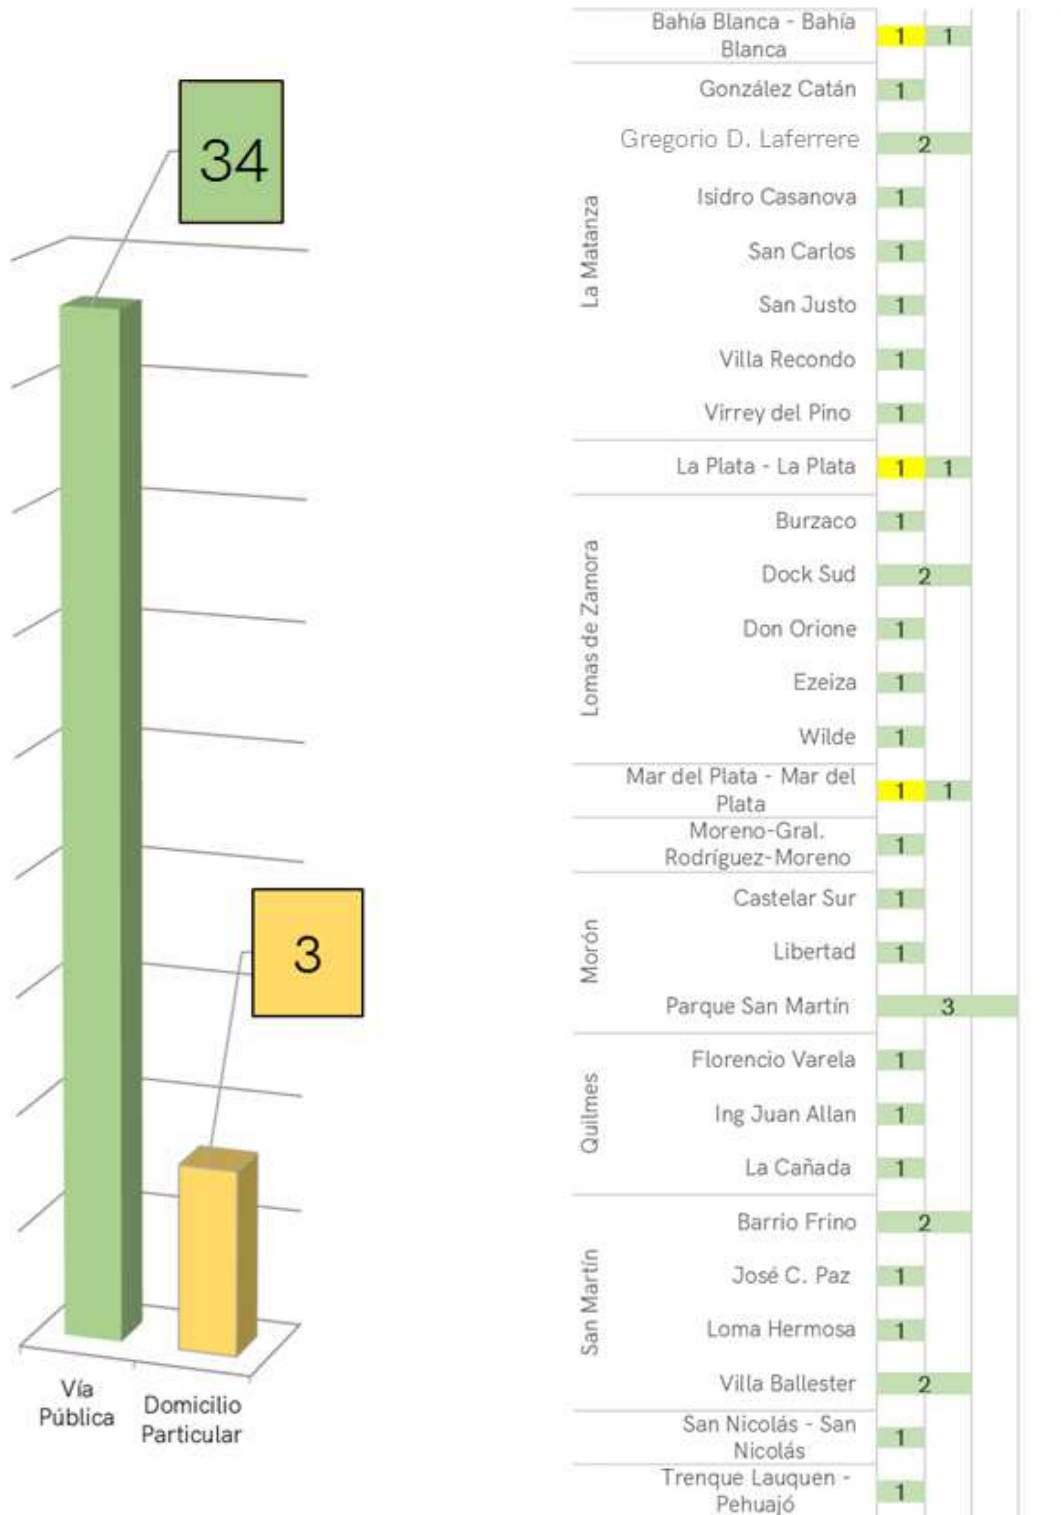 34
3
Vía
Pública
Domicilio
Particular
Bahía Blanca - Bahía
Blanca
1 1
La Matanza
González Catán
1
Gregorio D. Laferrere
2
Isidro Casanova
1
San Carlos
1
San Justo
1
Villa Recondo
1
Virrey del Pino
1
La Plata - La Plata
1 1
Lomas de Zamora
Burzaco
1
Dock Sud
2
Don Orione
1
Ezeiza
1
Wilde
1
Mar del Plata - Mar del
Plata
1 1
Moreno-Gral.
Rodríguez-Moreno
1
Morón
Castelar Sur
1
Libertad
1
Parque San Martín
3
Quilmes
Florencio Varela
1
Ing Juan Allan
1
La Cañada
1
San Martín
Barrio Frino
2
José C. Paz
1
Loma Hermosa
1
Villa Ballester
2
San Nicolás - San
Nicolás
1
Trenque Lauquen -
Pehuajó
1